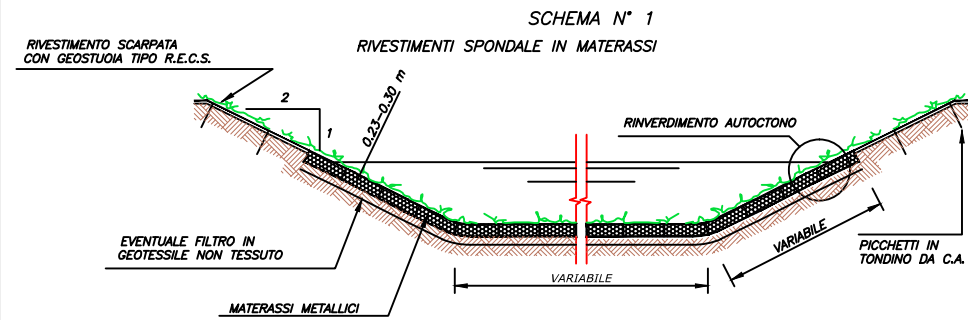 SCHEMA N° 1
RIVESTIMENTI SPONDALE IN MATERASSI
RIVESTIMENTO SCARPATA
CON GEOSTUOIA TIPO R.E.C.S.
2
1
0.23-0.30 m
RINVERDIMENTO AUTOCTONO
EVENTUALE FILTRO IN
GEOTESSILE NON TESSUTO
MATERASSI METALLICI
VARIABILE
VARIABILE
PICCHETTI IN
TONDINO DA C.A.